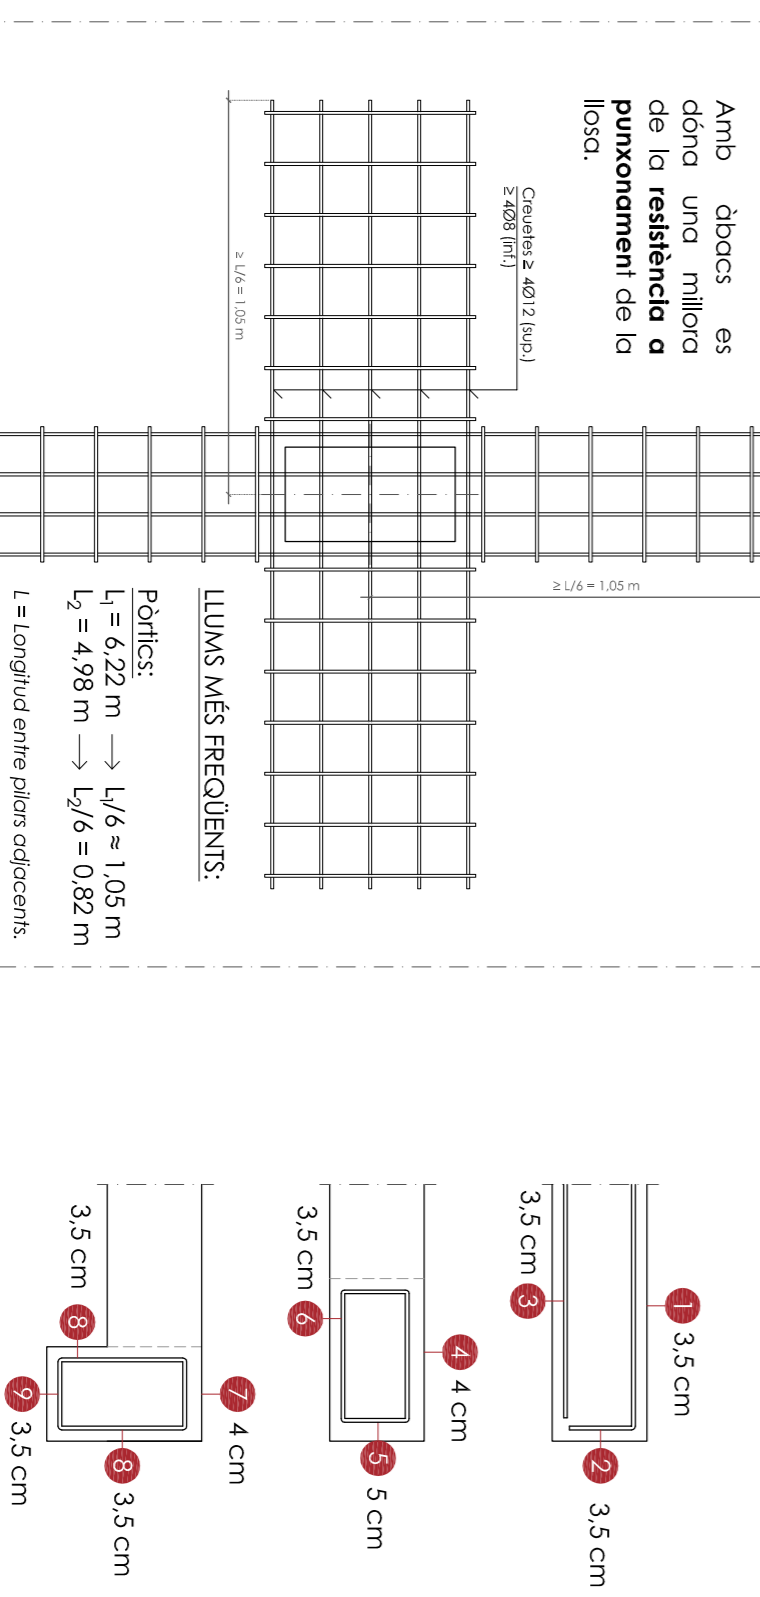 Amb àbacs es
dóna una millora
de la resistència a
punxonament de la
llosa.
Creuetes ≥ 4Ø12 (sup.)
≥ 4Ø8 (inf.)
≥ L/6 = 1,05 m
≥ L/6 = 1,05 m
LLUMS MÉS FREQÜENTS:
Pòrtics:
L₁ = 6,22 m → L₁/6 ≈ 1,05 m
L₂ = 4,98 m → L₂/6 = 0,82 m
L = Longitud entre pilars adjacents.
1 3,5 cm
2 3,5 cm
3,5 cm 3
4 4 cm
5 5 cm
3,5 cm 6
7 4 cm
3,5 cm 8
8 3,5 cm
9 3,5 cm